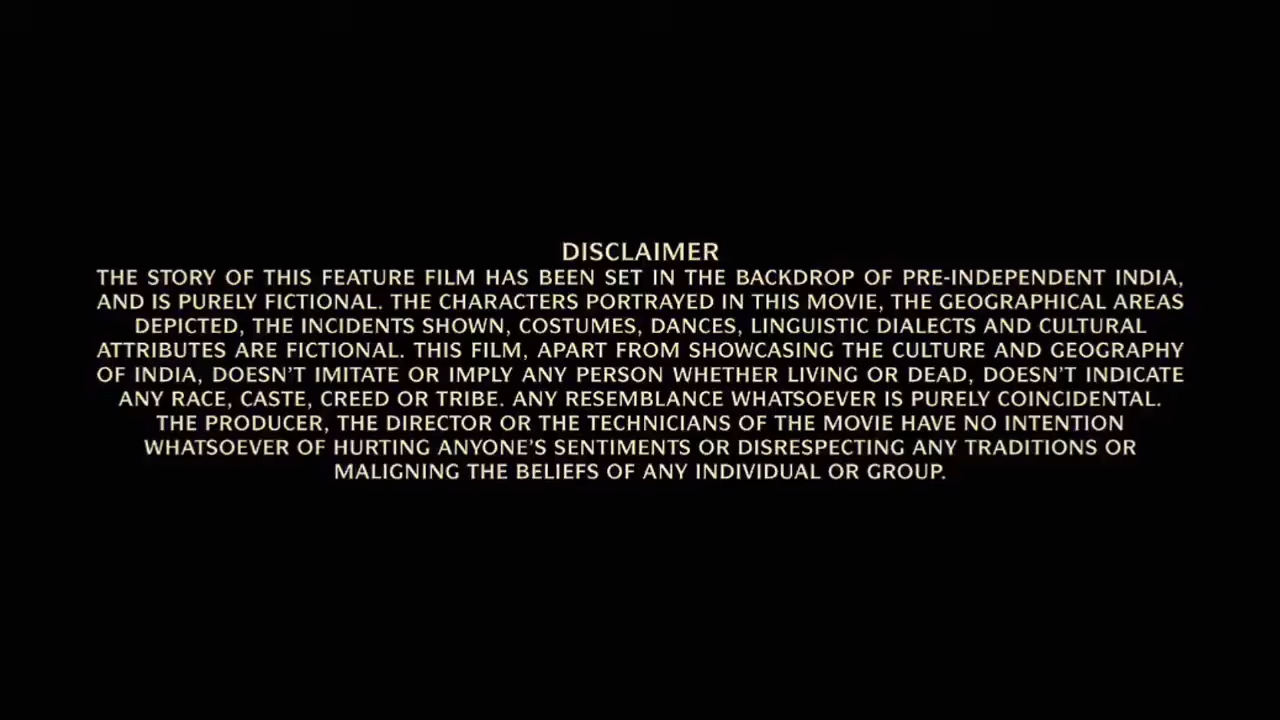 DISCLAIMER
THE STORY OF THIS FEATURE FILM HAS BEEN SET IN THE BACKDROP OF PRE-INDEPENDENT INDIA,
AND IS PURELY FICTIONAL. THE CHARACTERS PORTRAYED IN THIS MOVIE, THE GEOGRAPHICAL AREAS
DEPICTED, THE INCIDENTS SHOWN, COSTUMES, DANCES, LINGUISTIC DIALECTS AND CULTURAL
ATTRIBUTES ARE FICTIONAL. THIS FILM, APART FROM SHOWCASING THE CULTURE AND GEOGRAPHY
OF INDIA, DOESN'T IMITATE OR IMPLY ANY PERSON WHETHER LIVING OR DEAD, DOESN'T INDICATE
ANY RACE, CASTE, CREED OR TRIBE. ANY RESEMBLANCE WHATSOEVER IS PURELY COINCIDENTAL.
THE PRODUCER, THE DIRECTOR OR THE TECHNICIANS OF THE MOVIE HAVE NO INTENTION
WHATSOEVER OF HURTING ANYONE'S SENTIMENTS OR DISRESPECTING ANY TRADITIONS OR
MALIGNING THE BELIEFS OF ANY INDIVIDUAL OR GROUP.